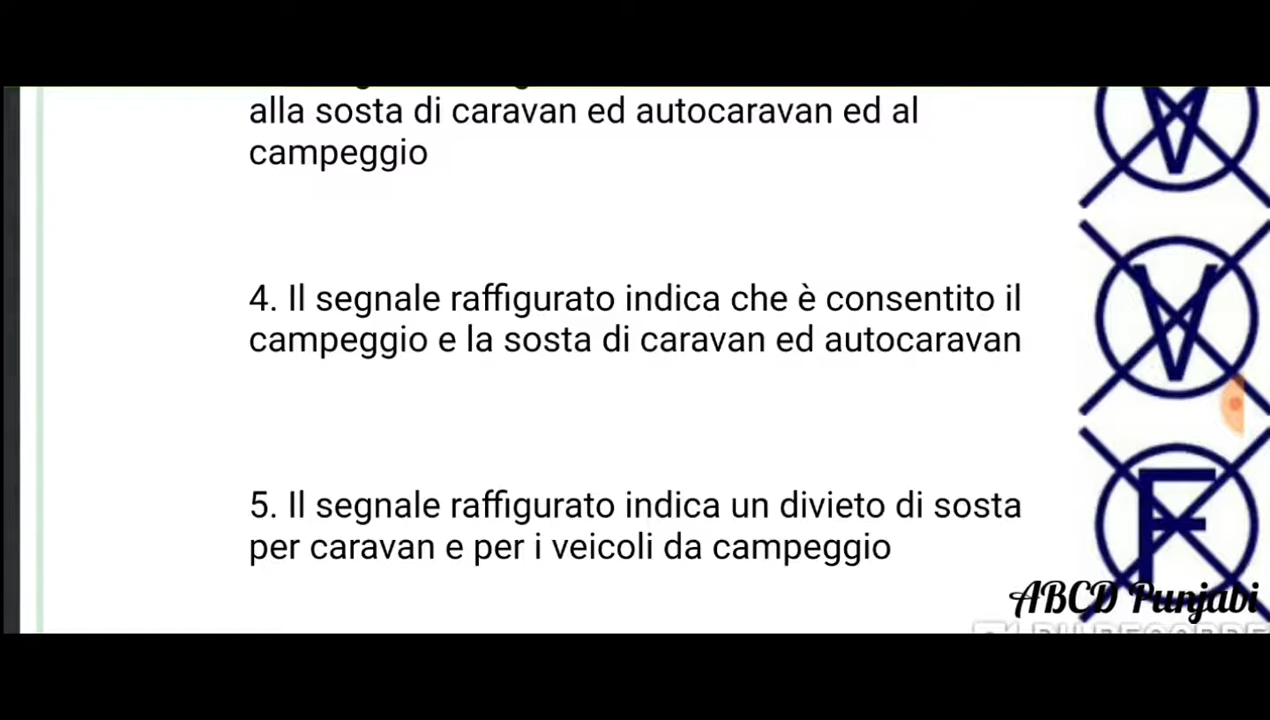 alla sosta di caravan ed autocaravan ed al
campeggio
V
4. Il segnale raffigurato indica che è consentito il
campeggio e la sosta di caravan ed autocaravan
V
5. Il segnale raffigurato indica un divieto di sosta
per caravan e per i veicoli da campeggio
F
ABCD Punjabi